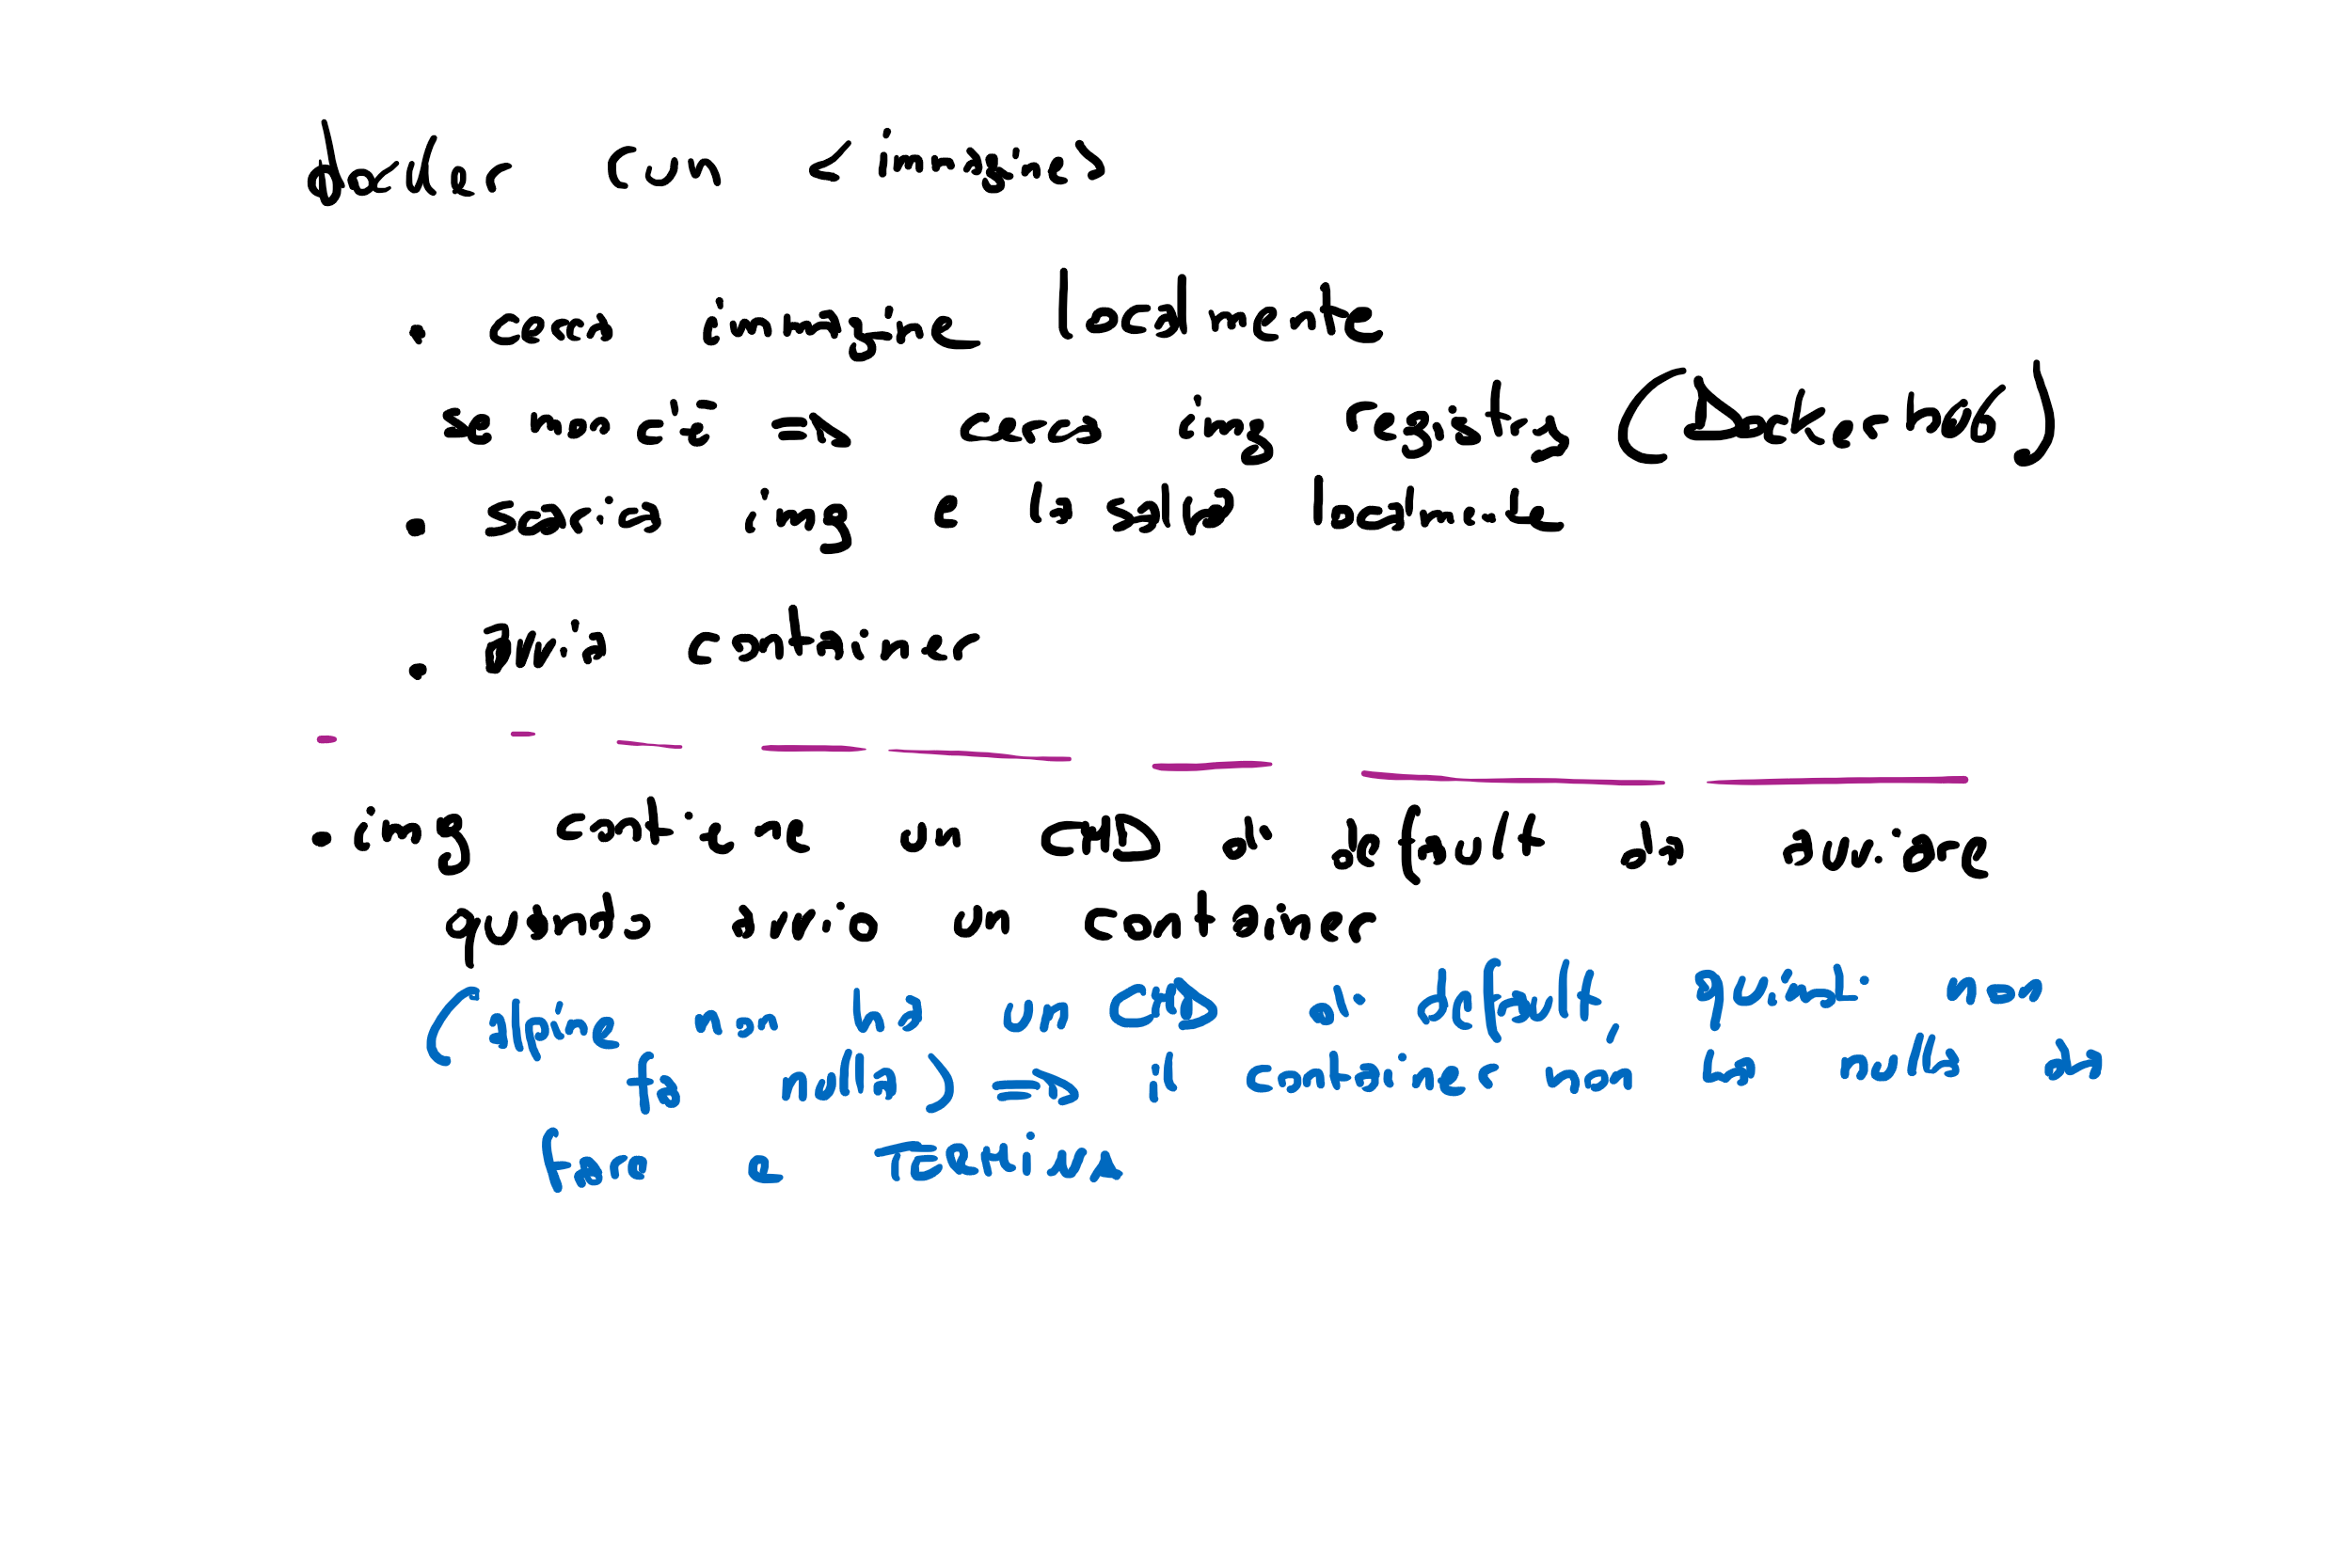 docker run <immagine>
• cerca immagine localmente
se non c'è => cerca img registry (Dockerhub)
• scarica img e la salva localmente
• avvia container
• img contiene un CMD di default da avviare
quando avvio un container
(alpine non ha un CMD di default, quindi non
fa nulla) => il container non ha nulla da
fare e termina